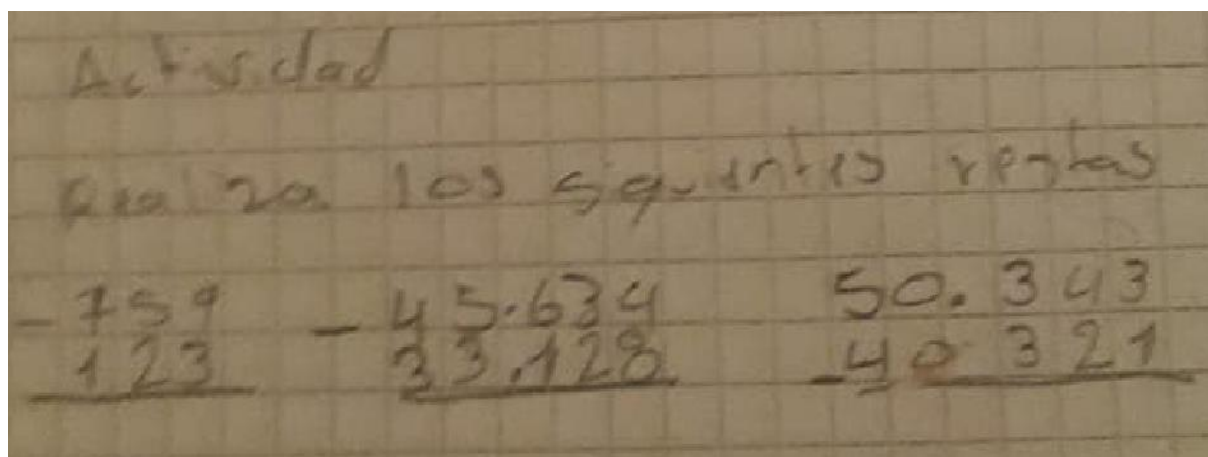 Actividad
Realiza los siguientes restas
- 759 - 45.634 50.343
123 33.128 - 40 321